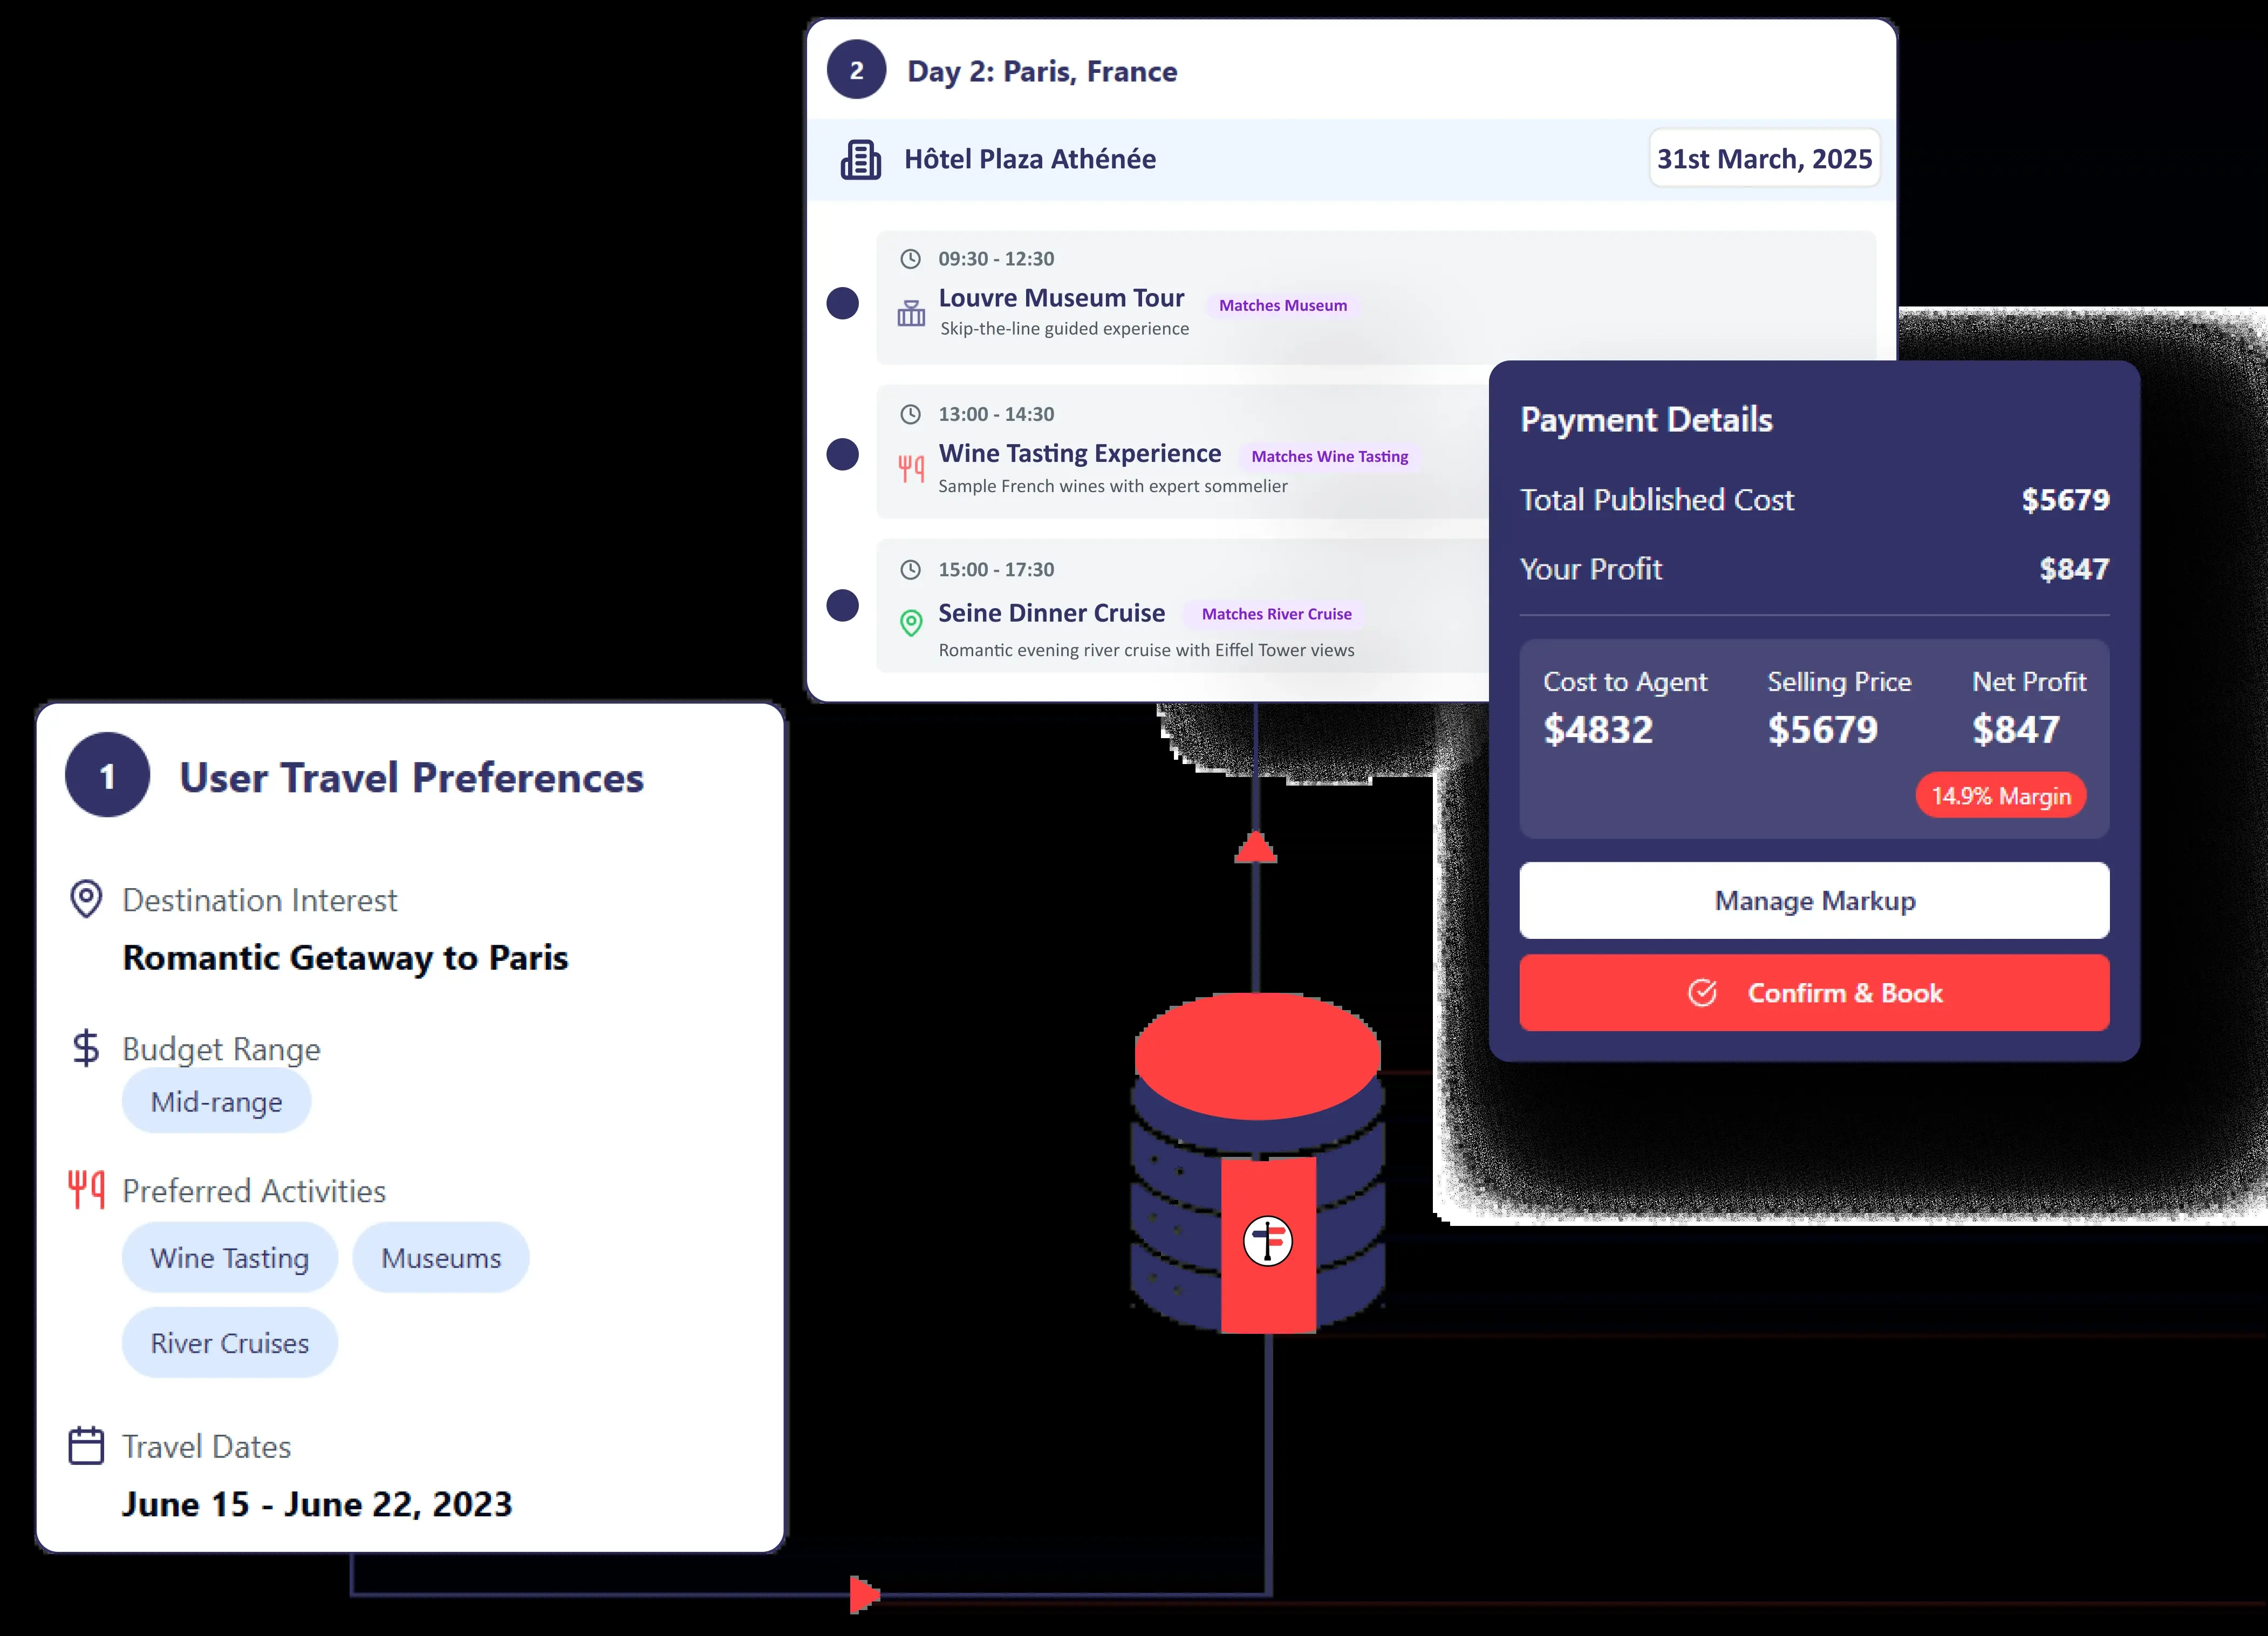 2
Day 2: Paris, France
Hôtel Plaza Athénée
31st March, 2025
09:30 - 12:30
Louvre Museum Tour
Matches Museum
Skip-the-line guided experience
13:00 - 14:30
Wine Tasting Experience
Matches Wine Tasting
Sample French wines with expert sommelier
15:00 - 17:30
Seine Dinner Cruise
Matches River Cruise
Romantic evening river cruise with Eiffel Tower views
Payment Details
Total Published Cost
$5679
Your Profit
$847
Cost to Agent
$4832
Selling Price
$5679
Net Profit
$847
14.9% Margin
Manage Markup
Confirm & Book
1
User Travel Preferences
Destination Interest
Romantic Getaway to Paris
Budget Range
Mid-range
Preferred Activities
Wine Tasting
Museums
River Cruises
Travel Dates
June 15 - June 22, 2023